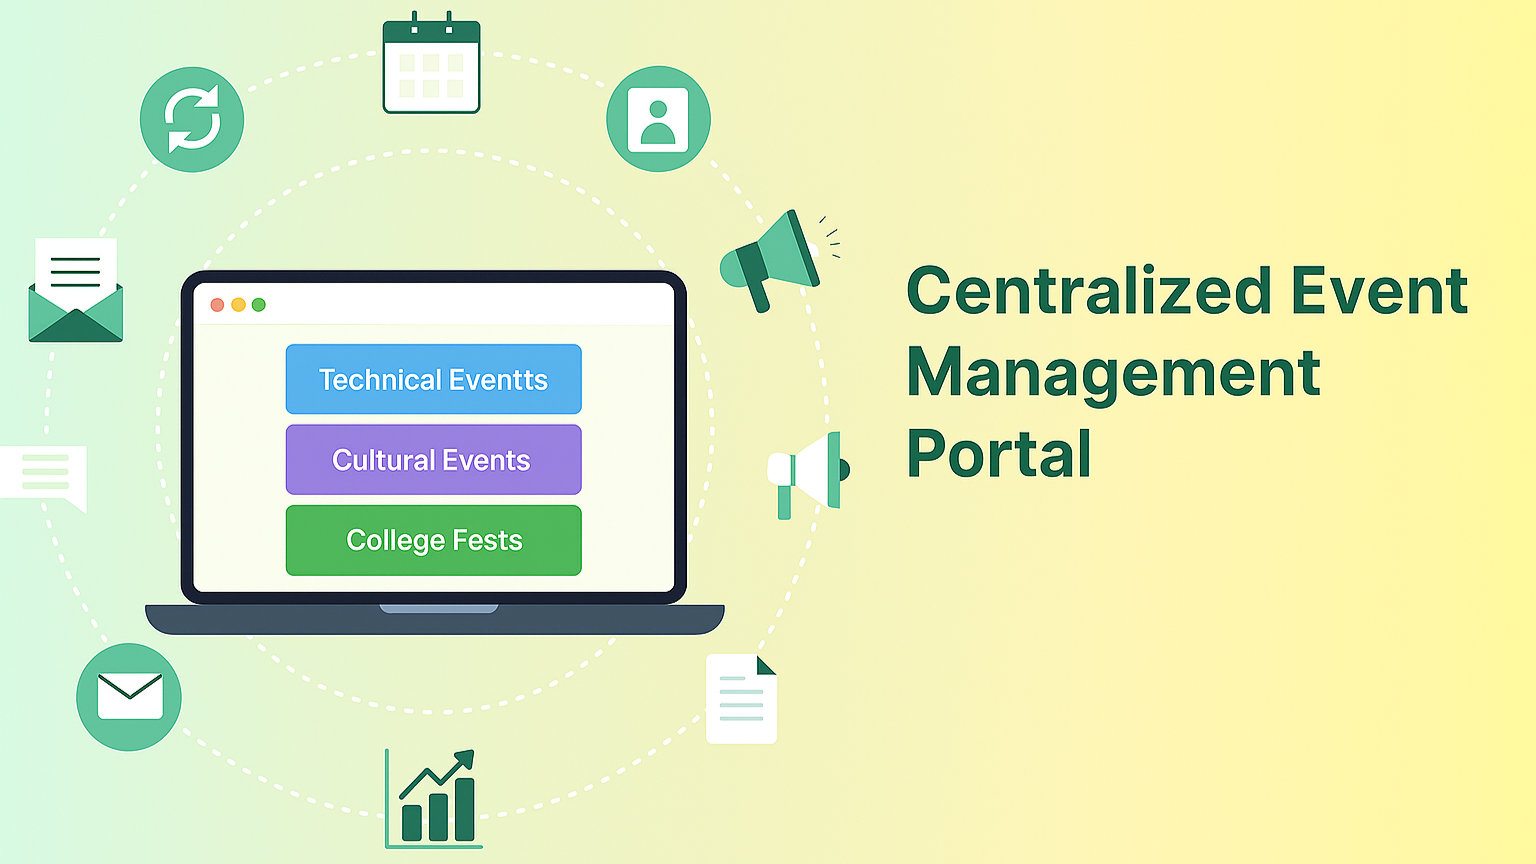 Technical Eventts
Cultural Events
College Fests
Centralized Event
Management
Portal